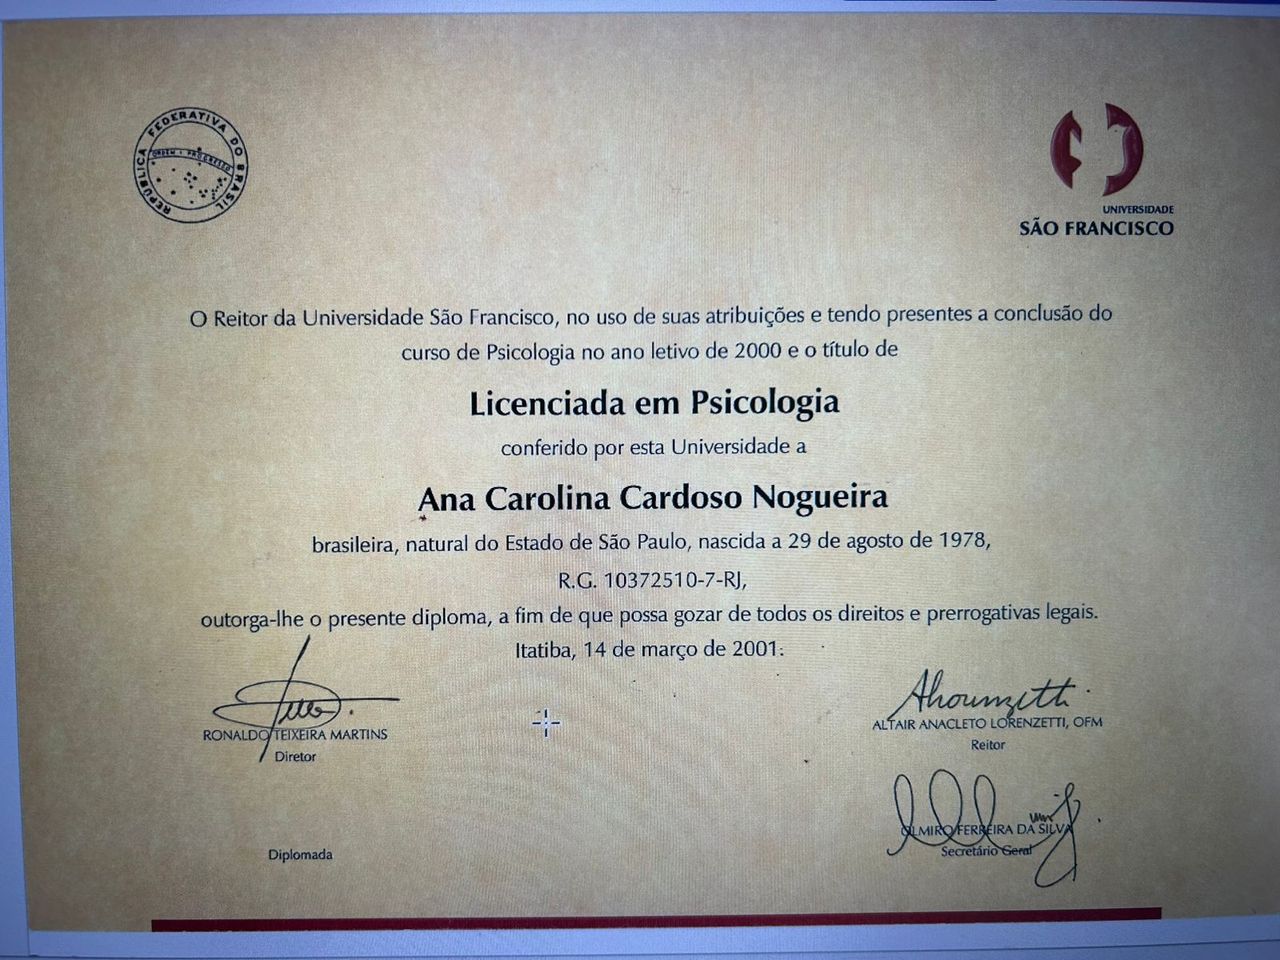 REPÚBLICA FEDERATIVA DO BRASIL
ORDEM E PROGRESSO
UNIVERSIDADE
SÃO FRANCISCO
O Reitor da Universidade São Francisco, no uso de suas atribuições e tendo presentes a conclusão do
curso de Psicologia no ano letivo de 2000 e o título de
Licenciada em Psicologia
conferido por esta Universidade a
Ana Carolina Cardoso Nogueira
brasileira, natural do Estado de São Paulo, nascida a 29 de agosto de 1978,
R.G. 10372510-7-RJ,
outorga-lhe o presente diploma, a fim de que possa gozar de todos os direitos e prerrogativas legais.
Itatiba, 14 de março de 2001.
RONALDO TEIXEIRA MARTINS
Diretor
ALTAIR ANACLETO LORENZETTI, OFM
Reitor
OLMIRO FERREIRA DA SILVA
Secretário Geral
Diplomada